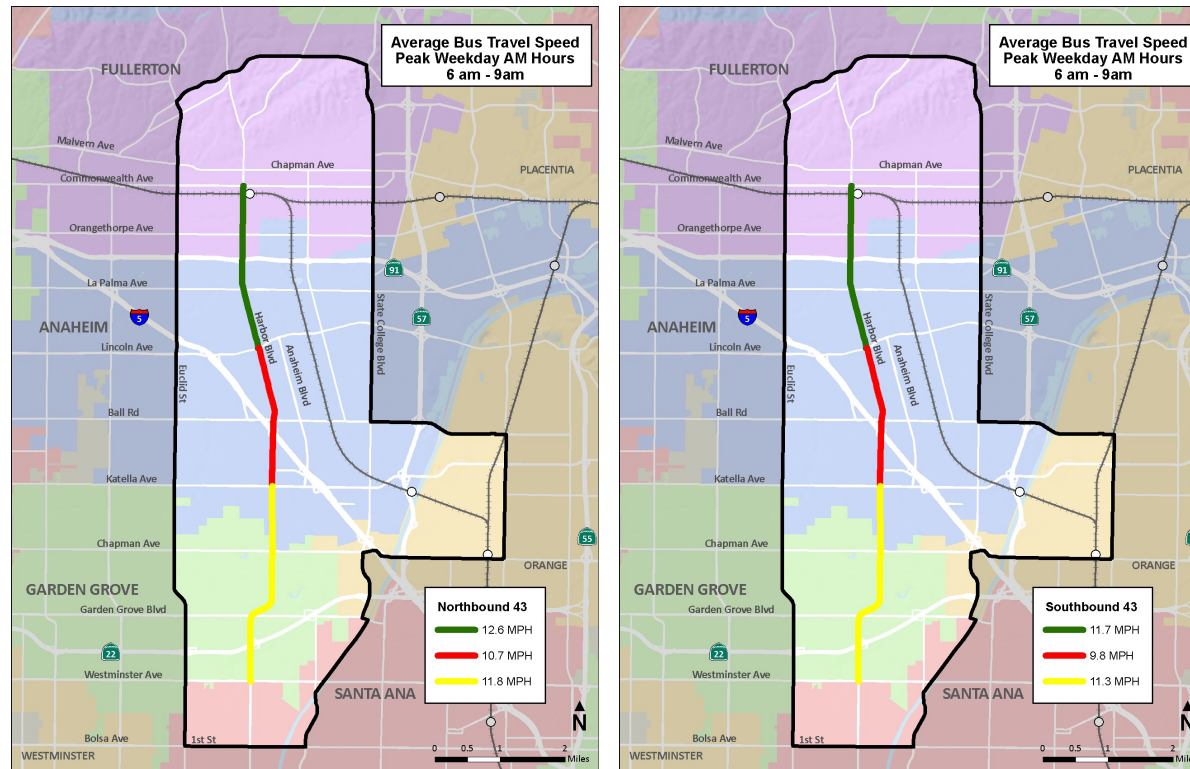 Average Bus Travel Speed
Peak Weekday AM Hours
6 am - 9am
FULLERTON
Malvern Ave
Chapman Ave
PLACENTIA
Commonwealth Ave
Orangethorpe Ave
91
La Palma Ave
State College Blvd
57
5
ANAHEIM
Harbor Blvd
Anaheim Blvd
Lincoln Ave
Euclid St
Ball Rd
Katella Ave
Chapman Ave
55
ORANGE
GARDEN GROVE
Garden Grove Blvd
22
Westminster Ave
SANTA ANA
Northbound 43
12.6 MPH
10.7 MPH
11.8 MPH
N
Bolsa Ave
1st St
WESTMINSTER
0 0.5 1 2
Miles
Average Bus Travel Speed
Peak Weekday AM Hours
6 am - 9am
FULLERTON
Malvern Ave
Chapman Ave
PLACENTIA
Commonwealth Ave
Orangethorpe Ave
91
La Palma Ave
State College Blvd
57
5
ANAHEIM
Harbor Blvd
Anaheim Blvd
Lincoln Ave
Euclid St
Ball Rd
Katella Ave
Chapman Ave
ORANGE
GARDEN GROVE
Garden Grove Blvd
22
Westminster Ave
SANTA ANA
Southbound 43
11.7 MPH
9.8 MPH
11.3 MPH
N
Bolsa Ave
1st St
WESTMINSTER
0 0.5 1 2